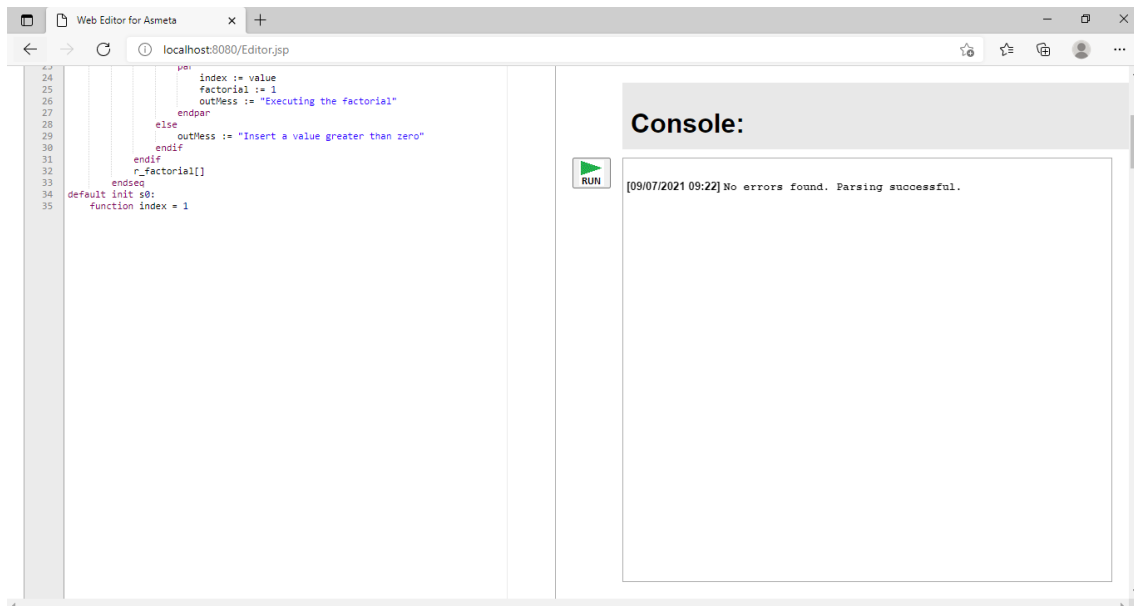 Web Editor for Asmeta
localhost:8080/Editor.jsp
23 par
24 index := value
25 factorial := 1
26 outMess := "Executing the factorial"
27 endpar
28 else
29 outMess := "Insert a value greater than zero"
30 endif
31 endif
32 r_factorial[]
33 endseq
34 default init s0:
35 function index = 1
Console:
RUN
[09/07/2021 09:22] No errors found. Parsing successful.